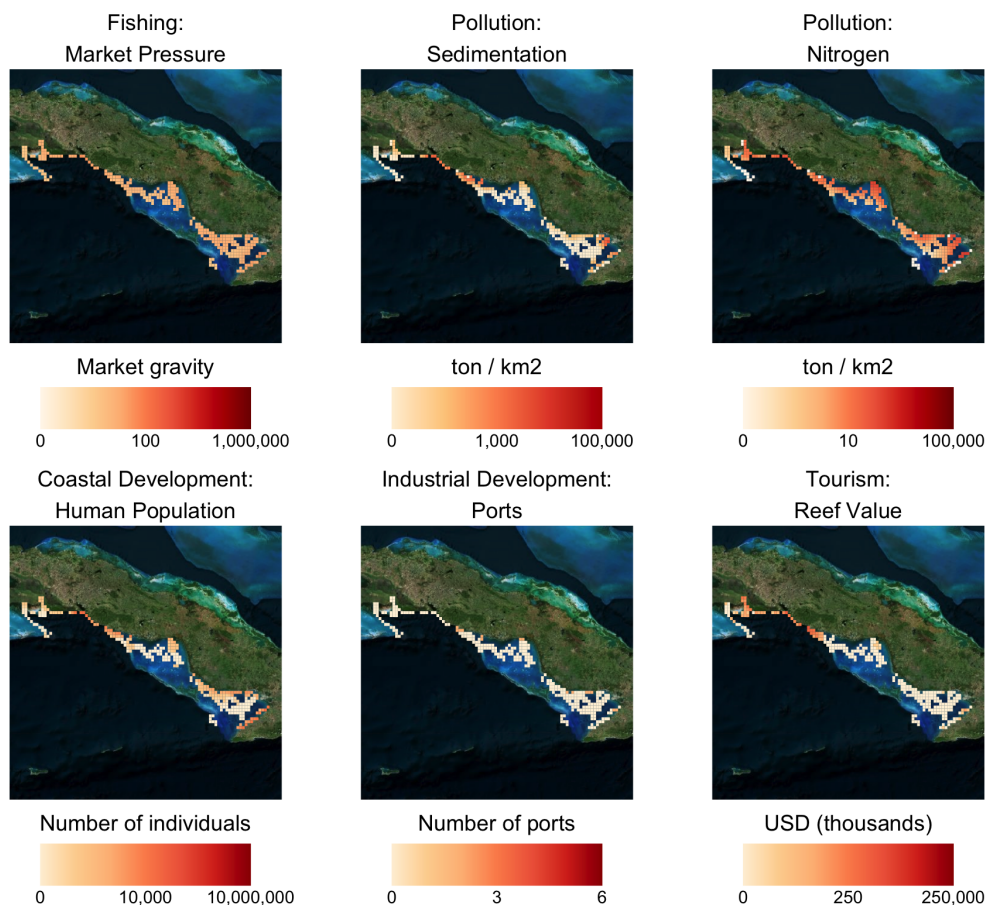 Fishing:
Market Pressure
Pollution:
Sedimentation
Pollution:
Nitrogen
Market gravity
0 100 1,000,000
ton / km2
0 1,000 100,000
ton / km2
0 10 100,000
Coastal Development:
Human Population
Industrial Development:
Ports
Tourism:
Reef Value
Number of individuals
0 10,000 10,000,000
Number of ports
0 3 6
USD (thousands)
0 250 250,000